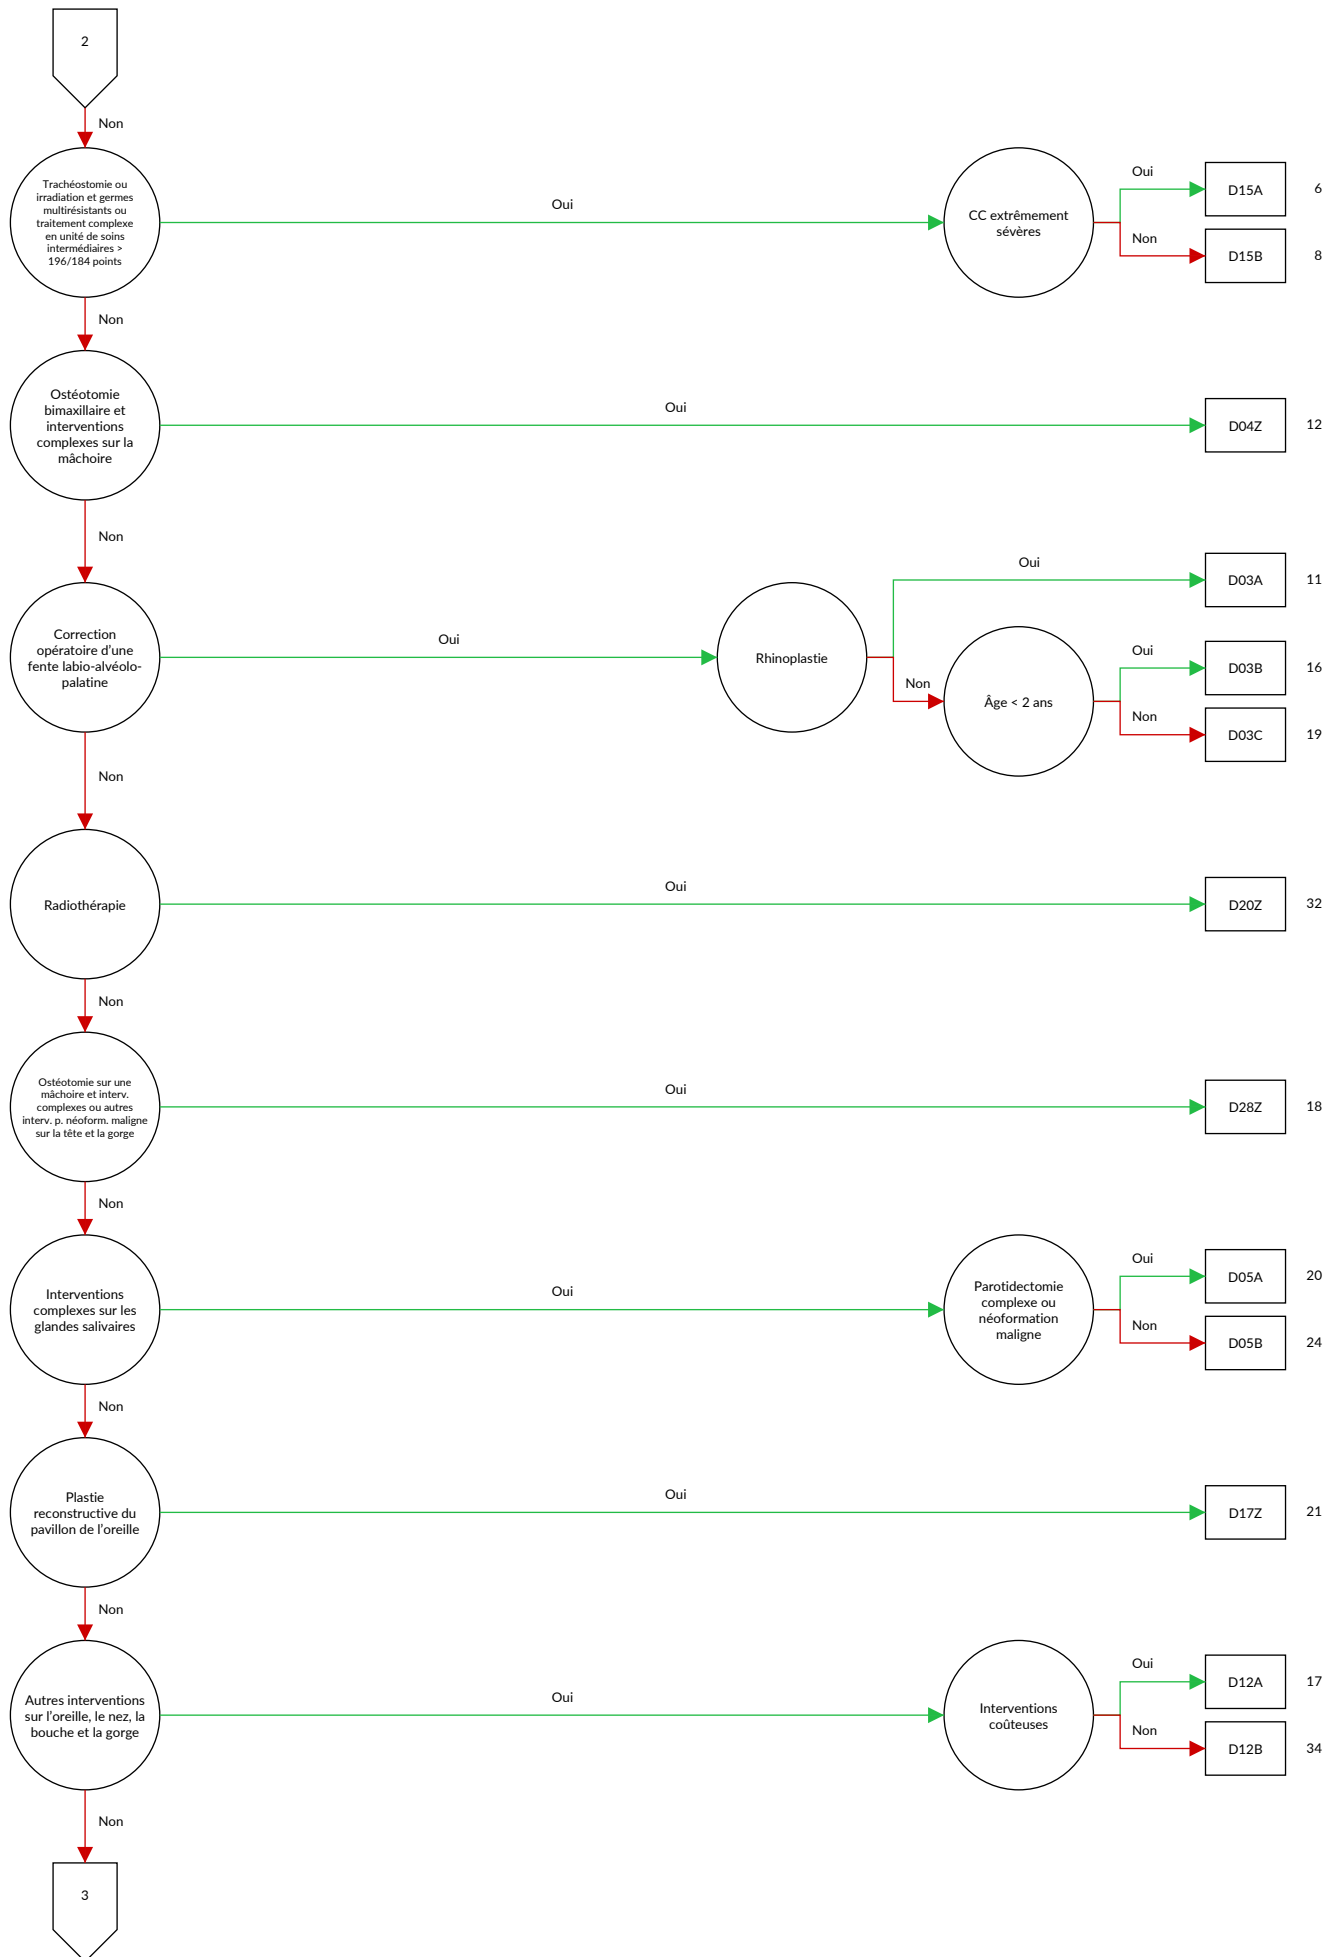 2
Non
Trachéostomie ou
irradiation et germes
multirésistants ou
traitement complexe
en unité de soins
intermédiaires >
196/184 points
Oui
CC extrêmement
sévères
Oui
D15A
6
Non
D15B
8
Non
Ostéotomie
bimaxillaire et
interventions
complexes sur la
mâchoire
Oui
D04Z
12
Non
Correction
opératoire d'une
fente labio-alvéolo-
palatine
Oui
Rhinoplastie
Oui
D03A
11
Non
Âge < 2 ans
Oui
D03B
16
Non
D03C
19
Non
Radiothérapie
Oui
D20Z
32
Non
Ostéotomie sur une
mâchoire et interv.
complexes ou autres
interv. p. néoform. maligne
sur la tête et la gorge
Oui
D28Z
18
Non
Interventions
complexes sur les
glandes salivaires
Oui
Parotidectomie
complexe ou
néoformation
maligne
Oui
D05A
20
Non
D05B
24
Non
Plastie
reconstructive du
pavillon de l'oreille
Oui
D17Z
21
Non
Autres interventions
sur l'oreille, le nez, la
bouche et la gorge
Oui
Interventions
coûteuses
Oui
D12A
17
Non
D12B
34
Non
3